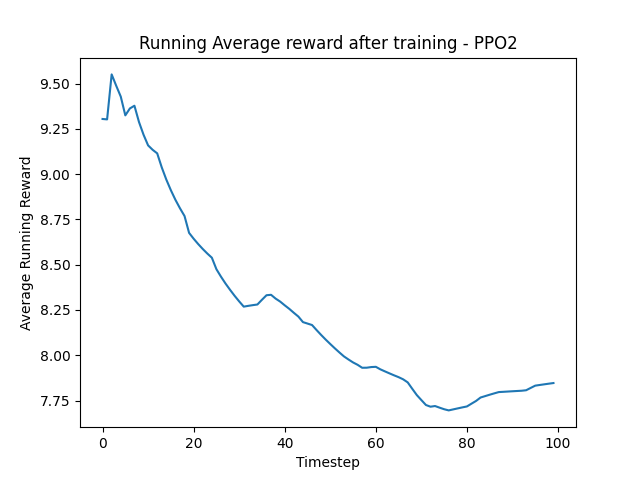 Running Average reward after training - PPO2
Average Running Reward
9.50
9.25
9.00
8.75
8.50
8.25
8.00
7.75
0 20 40 60 80 100
Timestep